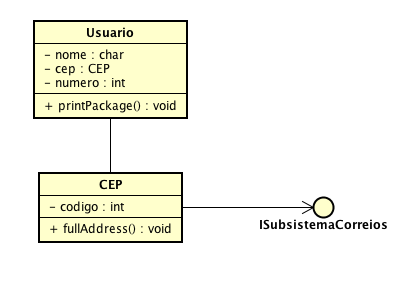 Usuario
- nome : char
- cep : CEP
- numero : int
+ printPackage() : void
CEP
- codigo : int
+ fullAddress() : void
ISubsistemaCorreios